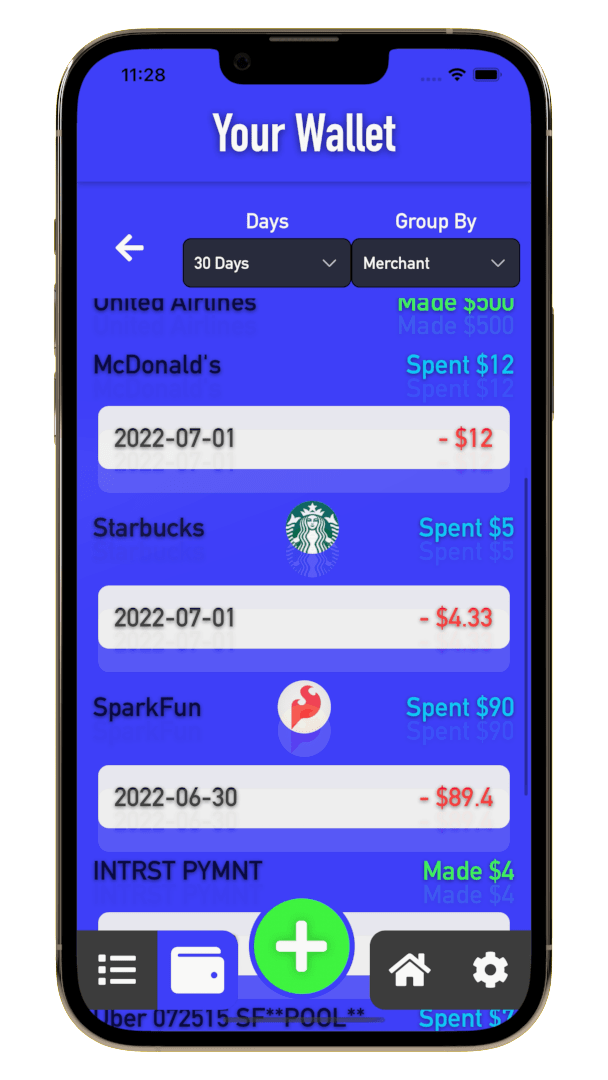 11:28
Your Wallet
Days Group By
30 Days Merchant
United Airlines Made $500
McDonald's Spent $12
2022-07-01 - $12
Starbucks Spent $5
2022-07-01 - $4.33
SparkFun Spent $90
2022-06-30 - $89.4
INTRST PYMNT Made $4
Uber 072515 SF**POOL** Spent $7